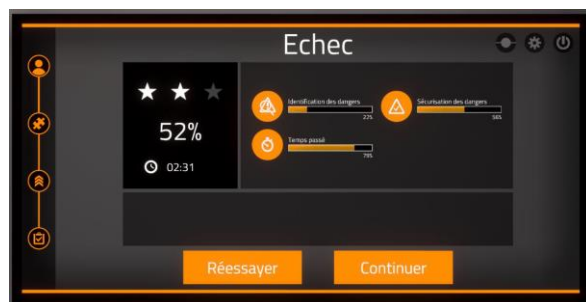 Echec
52%
02:31
Identification des dangers
22%
Sécurisation des dangers
56%
Temps passé
79%
Réessayer
Continuer